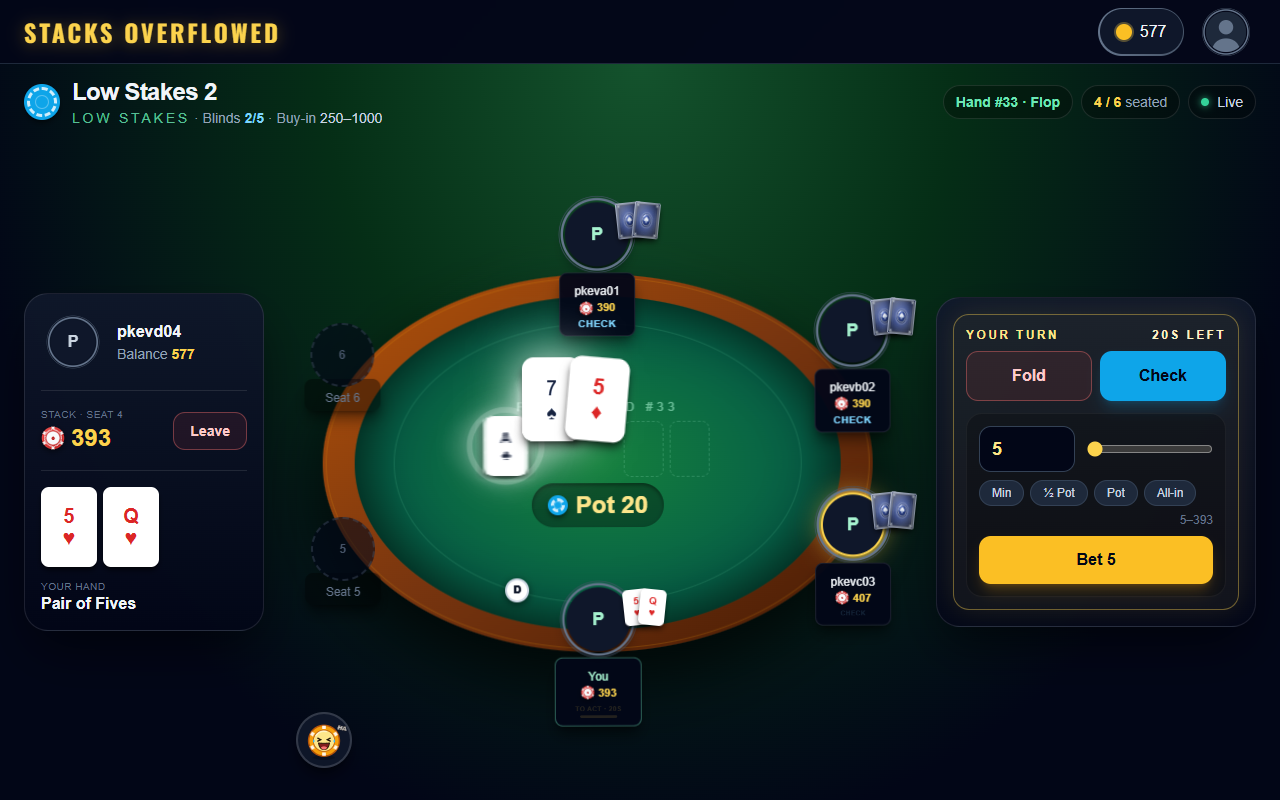 STACKS OVERFLOWED
577
Low Stakes 2
LOW STAKES · Blinds 2/5 · Buy-in 250–1000
Hand #33 · Flop
4 / 6 seated
Live
P
pkeva01
390
CHECK
P
pkevd04
Balance 577
STACK · SEAT 4
393
Leave
5
Q
YOUR HAND
Pair of Fives
6
Seat 6
5
Seat 5
7
5
#33
Pot 20
D
P
pkevb02
390
CHECK
P
pkevc03
407
CHECK
P
5
Q
You
393
YOUR TURN
20S LEFT
Fold
Check
5
Min
½ Pot
Pot
All-in
5–393
Bet 5